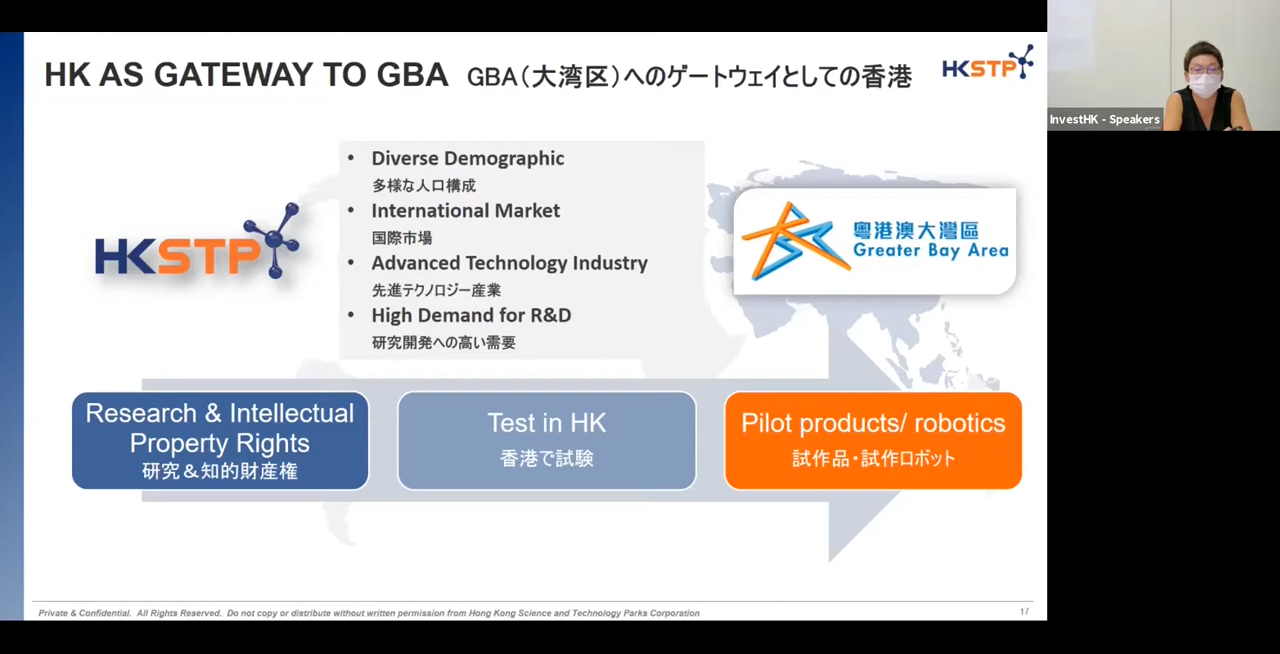 HK AS GATEWAY TO GBA GBA（大湾区）へのゲートウェイとしての香港
HKSTP
InvestHK - Speakers
• Diverse Demographic
多様な人口構成
• International Market
国際市場
• Advanced Technology Industry
先進テクノロジー産業
• High Demand for R&D
研究開発への高い需要
HKSTP
粵港澳大灣區
Greater Bay Area
Research & Intellectual
Property Rights
研究＆知的財産権
Test in HK
香港で試験
Pilot products/ robotics
試作品・試作ロボット
Private & Confidential. All Rights Reserved. Do not copy or distribute without written permission from Hong Kong Science and Technology Parks Corporation
17